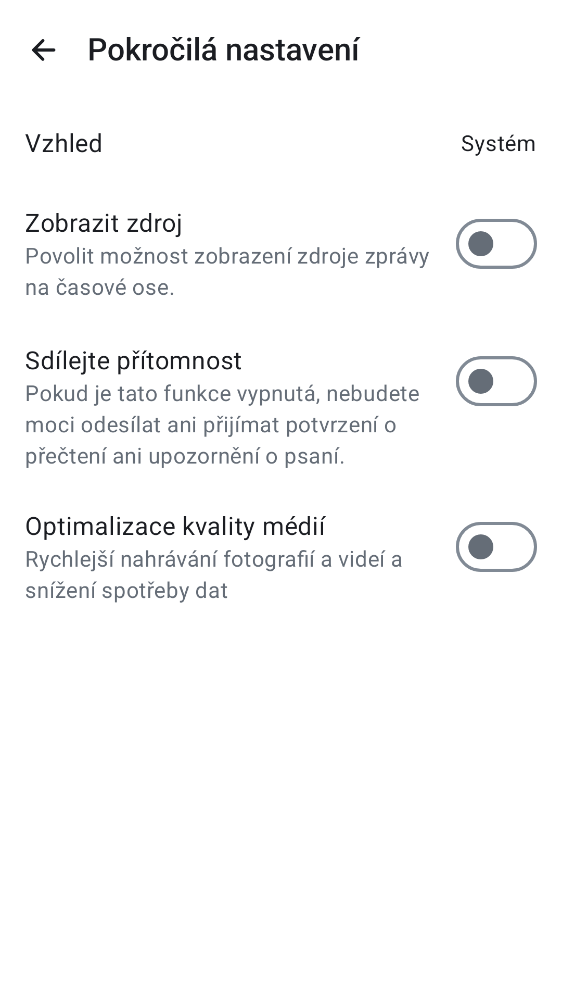 Pokročilá nastavení
Vzhled
Systém
Zobrazit zdroj
Povolit možnost zobrazení zdroje zprávy
na časové ose.
Sdílejte přítomnost
Pokud je tato funkce vypnutá, nebudete
moci odesílat ani přijímat potvrzení o
přečtení ani upozornění o psaní.
Optimalizace kvality médií
Rychlejší nahrávání fotografií a videí a
snížení spotřeby dat